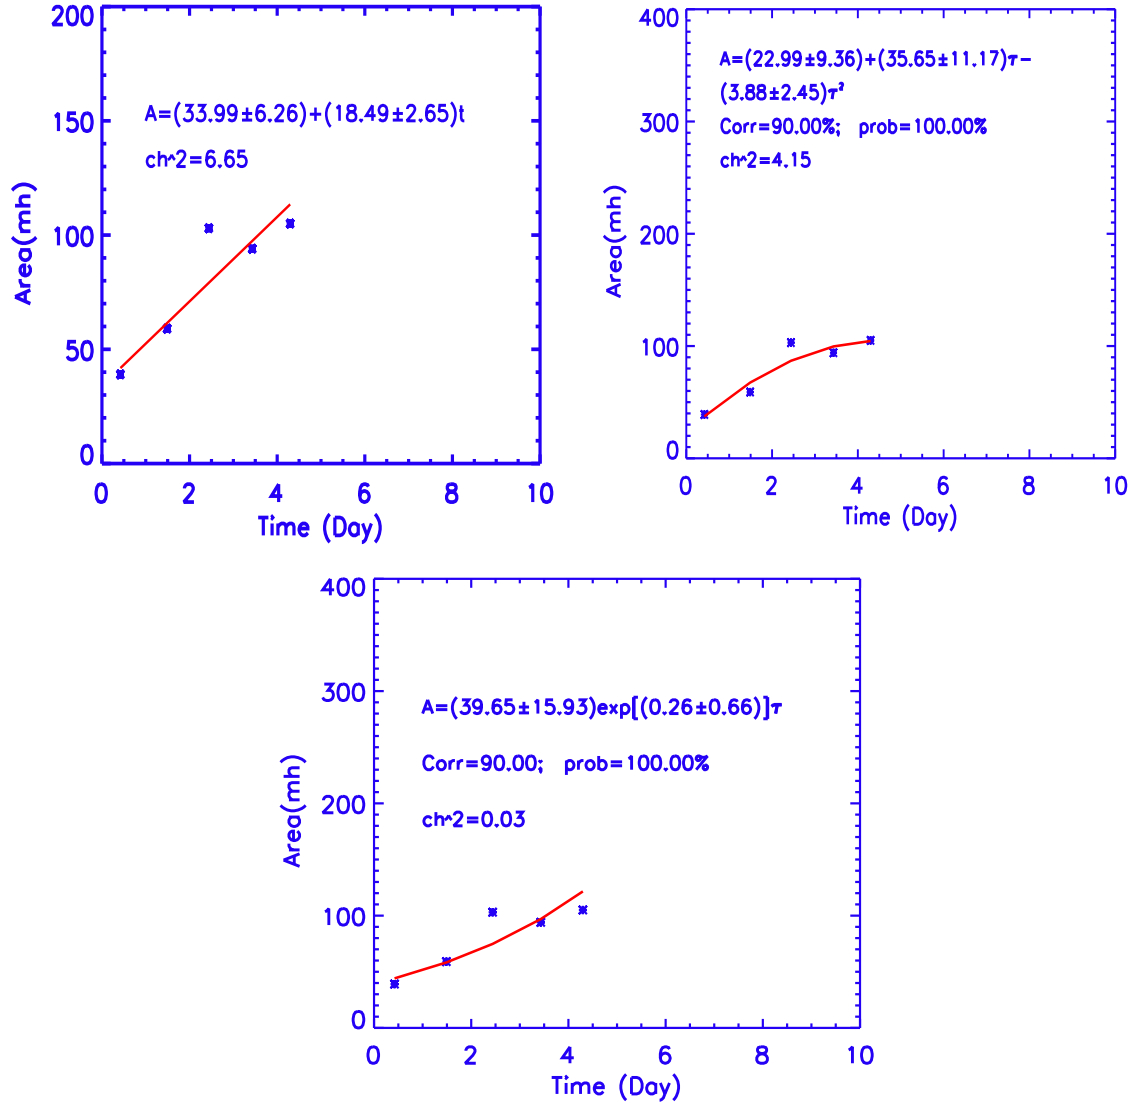 200
150
100
50
0
A=(33.99±6.26)+(18.49±2.65)t
ch^2=6.65
Area(mh)
0 2 4 6 8 10
Time (Day)
400
300
200
100
0
A=(22.99±9.36)+(35.65±11.17)τ−
(3.88±2.45)τ²
Corr=90.00%; prob=100.00%
ch^2=4.15
Area(mh)
0 2 4 6 8 10
Time (Day)
400
300
200
100
0
A=(39.65±15.93)exp[(0.26±0.66)]τ
Corr=90.00; prob=100.00%
ch^2=0.03
Area(mh)
0 2 4 6 8 10
Time (Day)